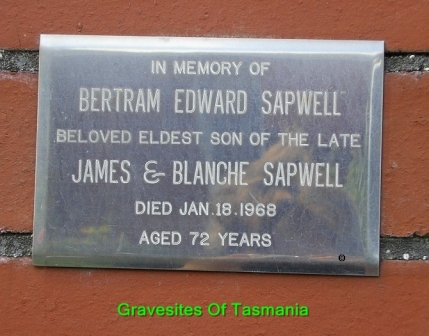 IN MEMORY OF
BERTRAM EDWARD SAPWELL
BELOVED ELDEST SON OF THE LATE
JAMES & BLANCHE SAPWELL
DIED JAN.18.1968
AGED 72 YEARS
Gravesites Of Tasmania